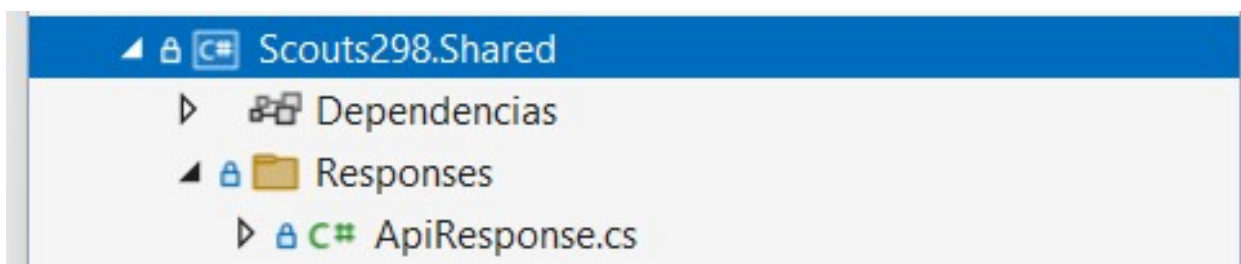 C# Scouts298.Shared
Dependencias
Responses
C# ApiResponse.cs